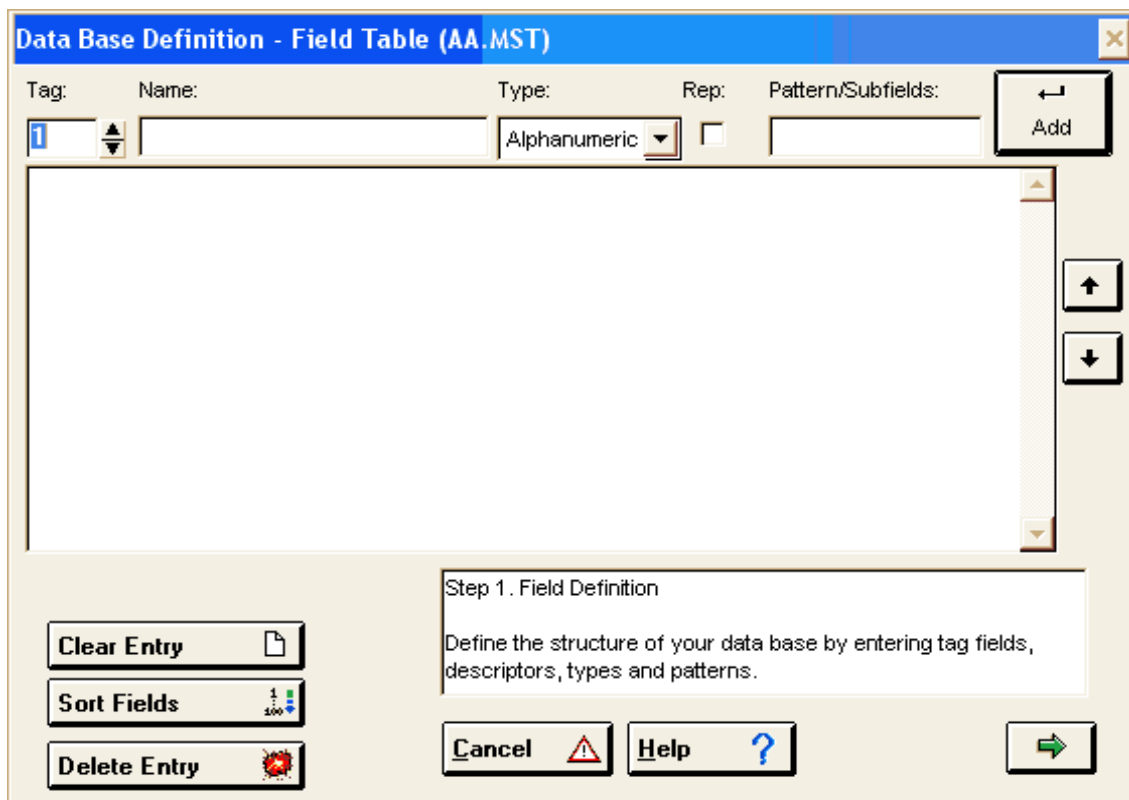 Data Base Definition - Field Table (AA.MST)
Tag: Name: Type: Rep: Pattern/Subfields:
1 Alphanumeric
Add
Step 1. Field Definition
Define the structure of your data base by entering tag fields,
descriptors, types and patterns.
Clear Entry
Sort Fields 1 100
Delete Entry
Cancel Help ?